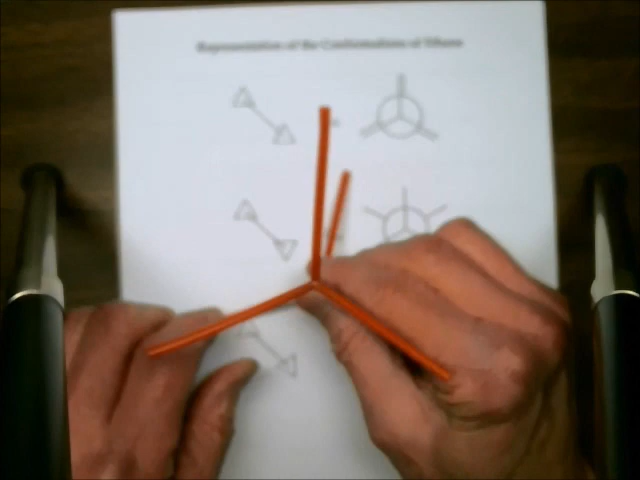 Representation of the Conformations of Ethane